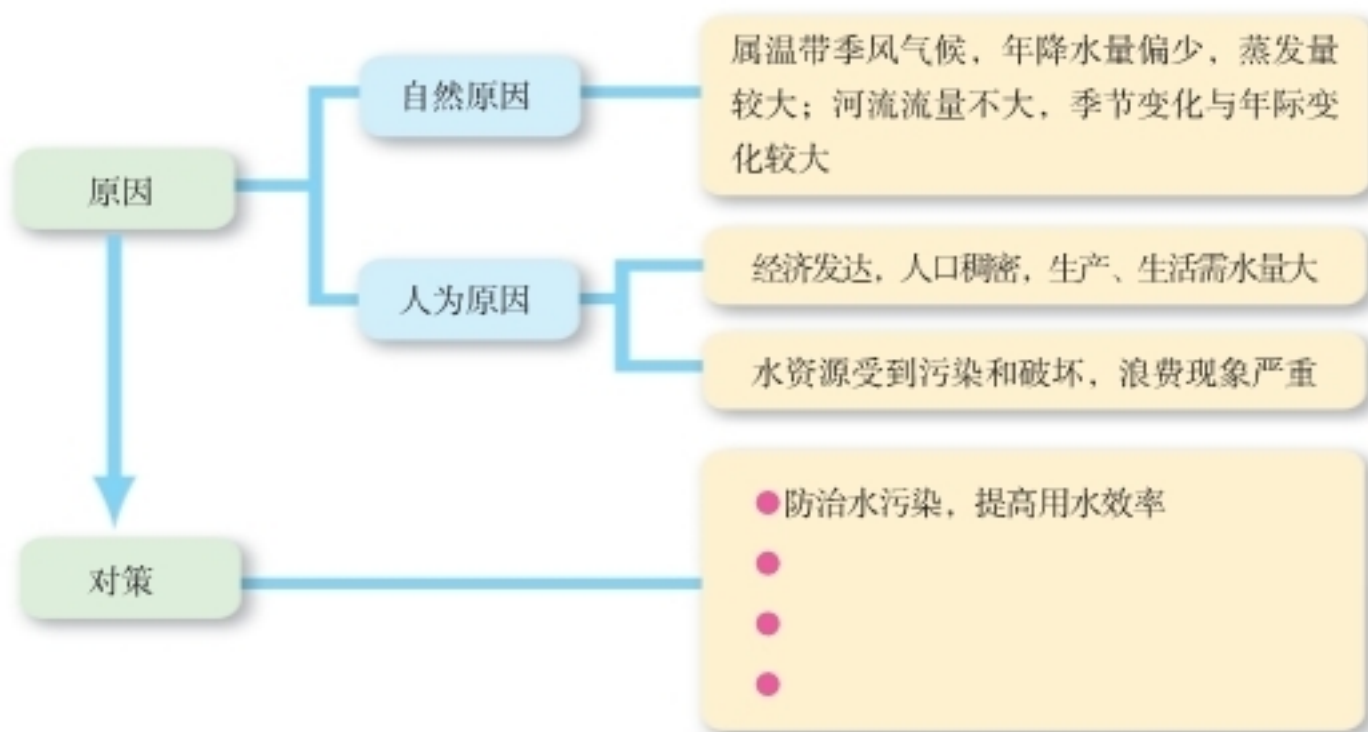 自然原因
属温带季风气候，年降水量偏少，蒸发量
较大；河流流量不大，季节变化与年际变
化较大
原因
人为原因
经济发达，人口稠密，生产、生活需水量大
水资源受到污染和破坏，浪费现象严重
对策
●防治水污染，提高用水效率
●
●
●